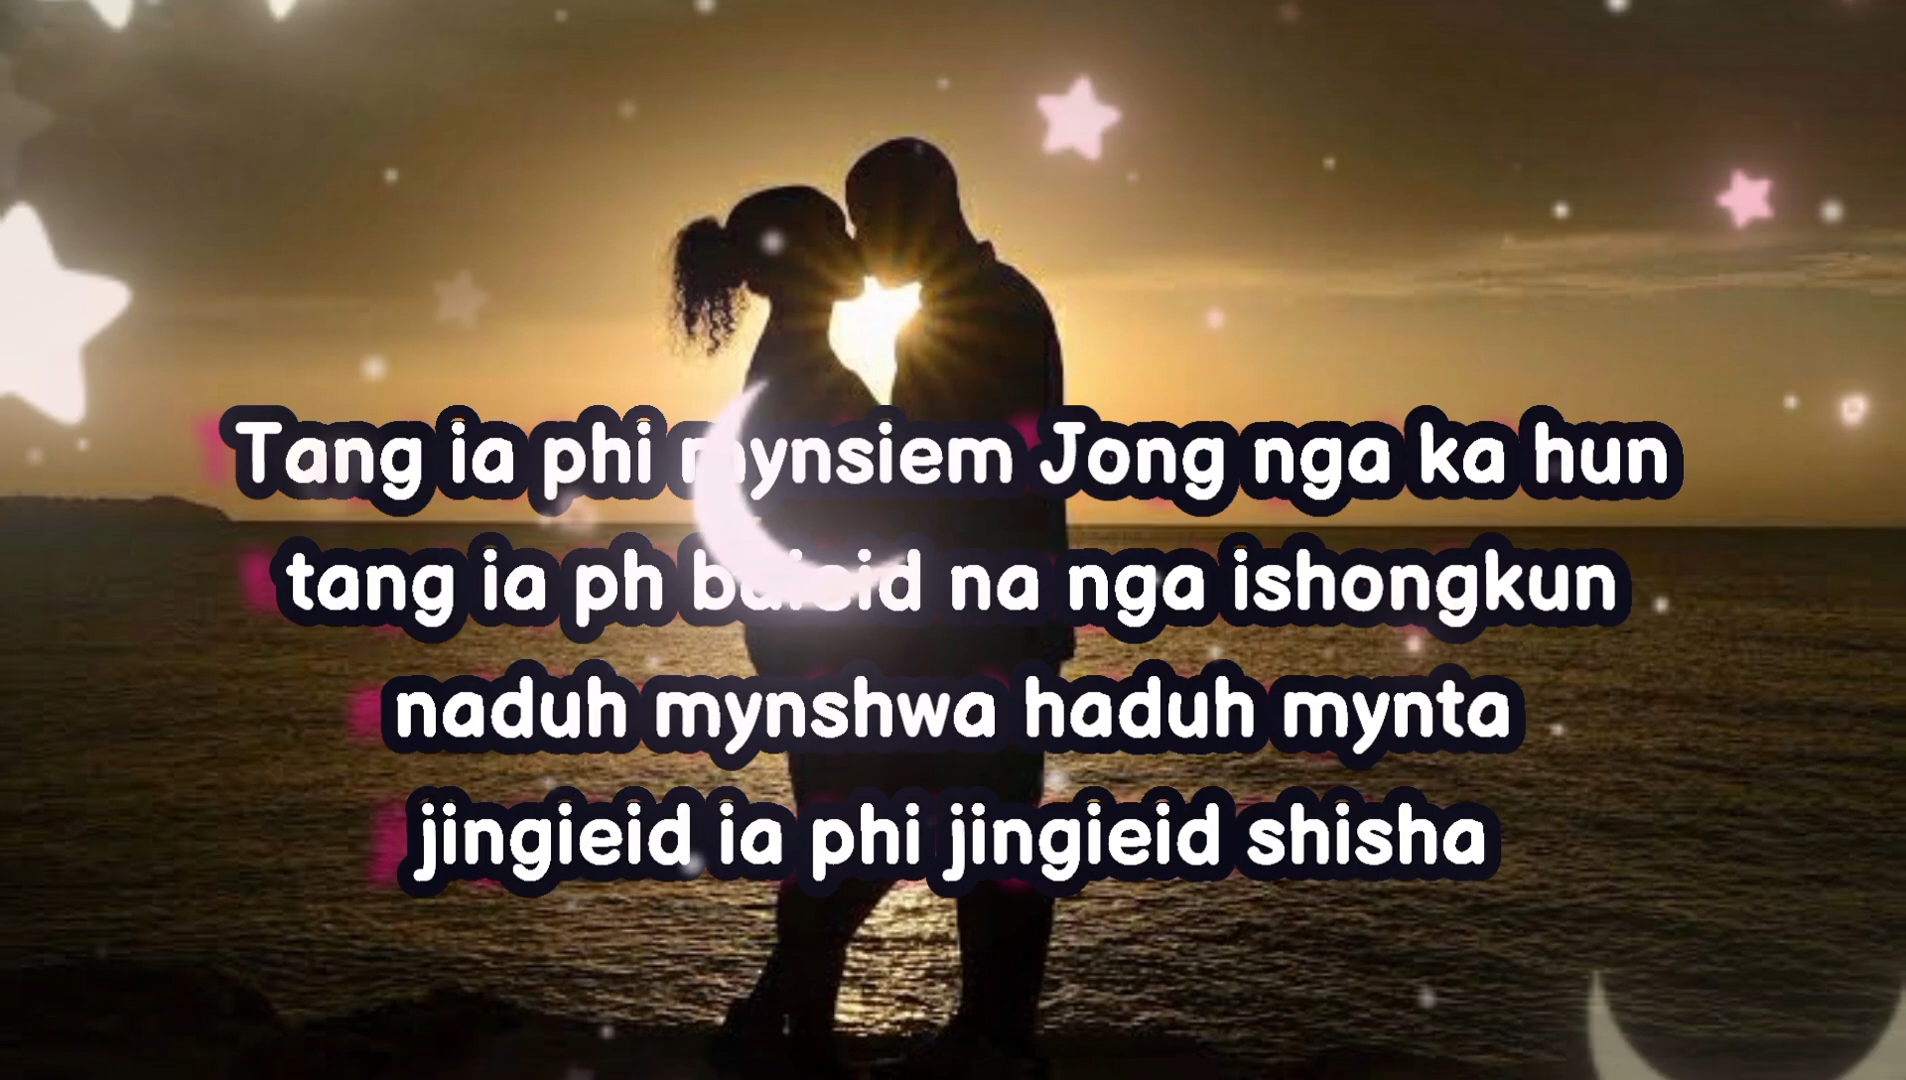 Tang ia phi mynsiem Jong nga ka hun
tang ia ph na nga ishongkun
naduh mynshwa haduh mynta
jingieid ia phi jingieid shisha